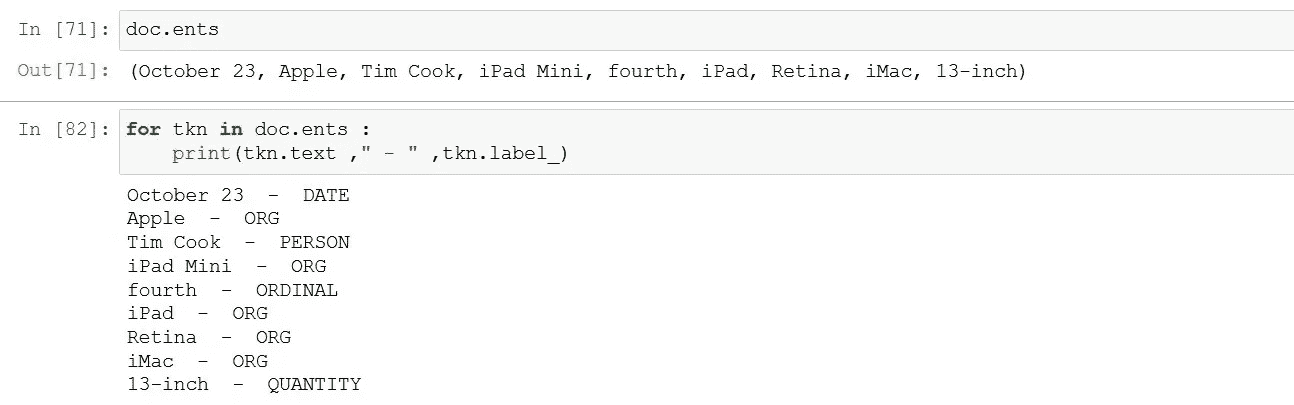 In [71]: doc.ents
Out[71]: (October 23, Apple, Tim Cook, iPad Mini, fourth, iPad, Retina, iMac, 13-inch)
In [82]: for tkn in doc.ents :
    print(tkn.text ," - " ,tkn.label_)
October 23  -  DATE
Apple  -  ORG
Tim Cook  -  PERSON
iPad Mini  -  ORG
fourth  -  ORDINAL
iPad  -  ORG
Retina  -  ORG
iMac  -  ORG
13-inch  -  QUANTITY